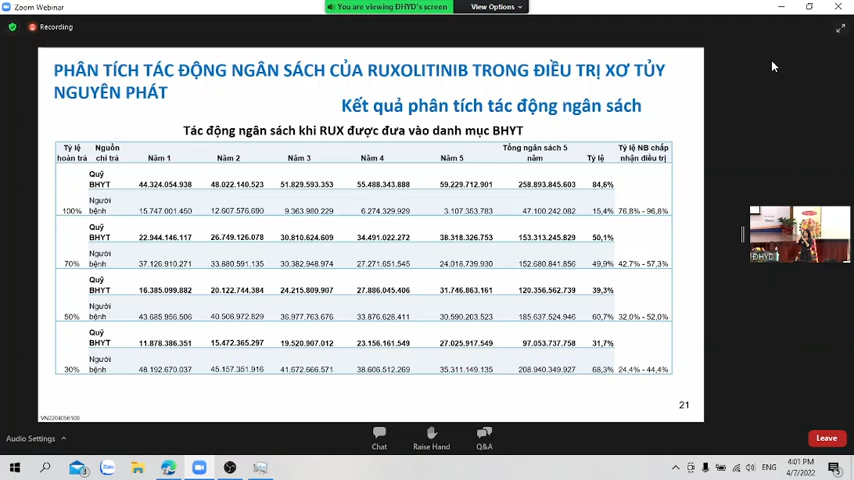 Zoom Webinar
You are viewing ĐHYD's screen
View Options
Recording
PHÂN TÍCH TÁC ĐỘNG NGÂN SÁCH CỦA RUXOLITINIB TRONG ĐIỀU TRỊ XƠ TỦY
NGUYÊN PHÁT
Kết quả phân tích tác động ngân sách
Tác động ngân sách khi RUX được đưa vào danh mục BHYT
Tỷ lệ hoàn trả Nguồn chi trả Năm 1 Năm 2 Năm 3 Năm 4 Năm 5 Tổng ngân sách 5 năm Tỷ lệ Tỷ lệ NB chấp nhận điều trị
Quỹ
BHYT 44.324.054.938 48.022.140.523 51.829.593.353 55.488.343.888 59.229.712.901 258.893.845.603 84,6%
Người
100% bệnh 15.747.001.450 12.607.576.690 9.363.980.229 6.274.329.929 3.107.353.783 47.100.242.082 15,4% 76,8% - 96,8%
Quỹ
BHYT 22.944.146.117 26.749.126.078 30.810.624.609 34.491.022.272 38.318.326.753 153.313.245.829 50,1%
Người
70% bệnh 37.126.910.271 33.680.591.135 30.382.948.974 27.271.651.545 24.018.739.930 152.680.841.856 49,9% 42,7% - 57,3%
Quỹ
BHYT 16.385.099.882 20.122.744.384 24.215.809.907 27.886.045.406 31.746.863.161 120.356.562.739 39,3%
Người
50% bệnh 43.685.956.506 40.506.972.829 36.977.763.676 33.876.628.411 30.590.203.523 185.637.524.946 60,7% 32,0% - 52,0%
Quỹ
BHYT 11.878.386.351 15.472.365.297 19.520.907.012 23.156.161.549 27.025.917.549 97.053.737.758 31,7%
Người
30% bệnh 48.192.670.037 45.157.351.916 41.672.666.571 38.606.512.269 35.311.149.135 208.940.349.927 68,3% 24,4% - 44,4%
21
VN2204056109
ĐHYD
Audio Settings
Chat
Raise Hand
Q&A
Leave
Zalo
ENG
4:01 PM
4/7/2022